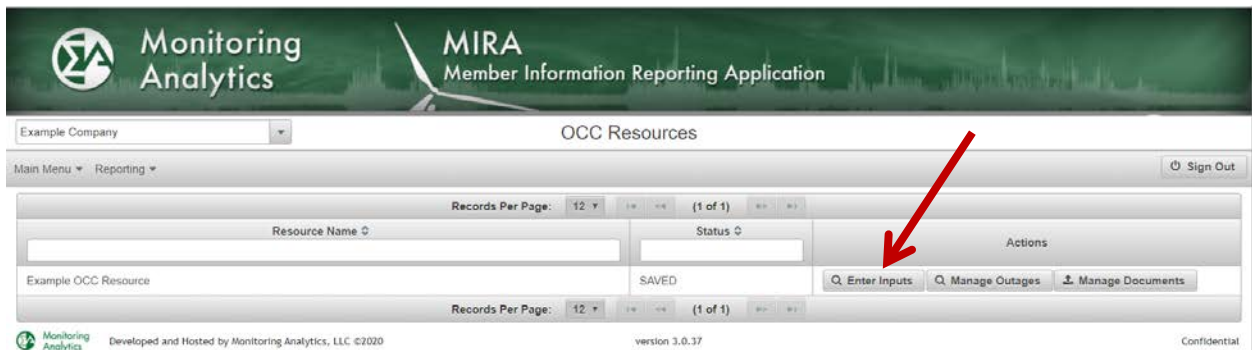 Monitoring Analytics
MIRA
Member Information Reporting Application
Example Company
OCC Resources
Main Menu Reporting
Sign Out
Records Per Page: 12 (1 of 1)
Resource Name Status Actions
Example OCC Resource SAVED Enter Inputs Manage Outages Manage Documents
Records Per Page: 12 (1 of 1)
Monitoring Analytics Developed and Hosted by Monitoring Analytics, LLC ©2020 version 3.0.37 Confidential